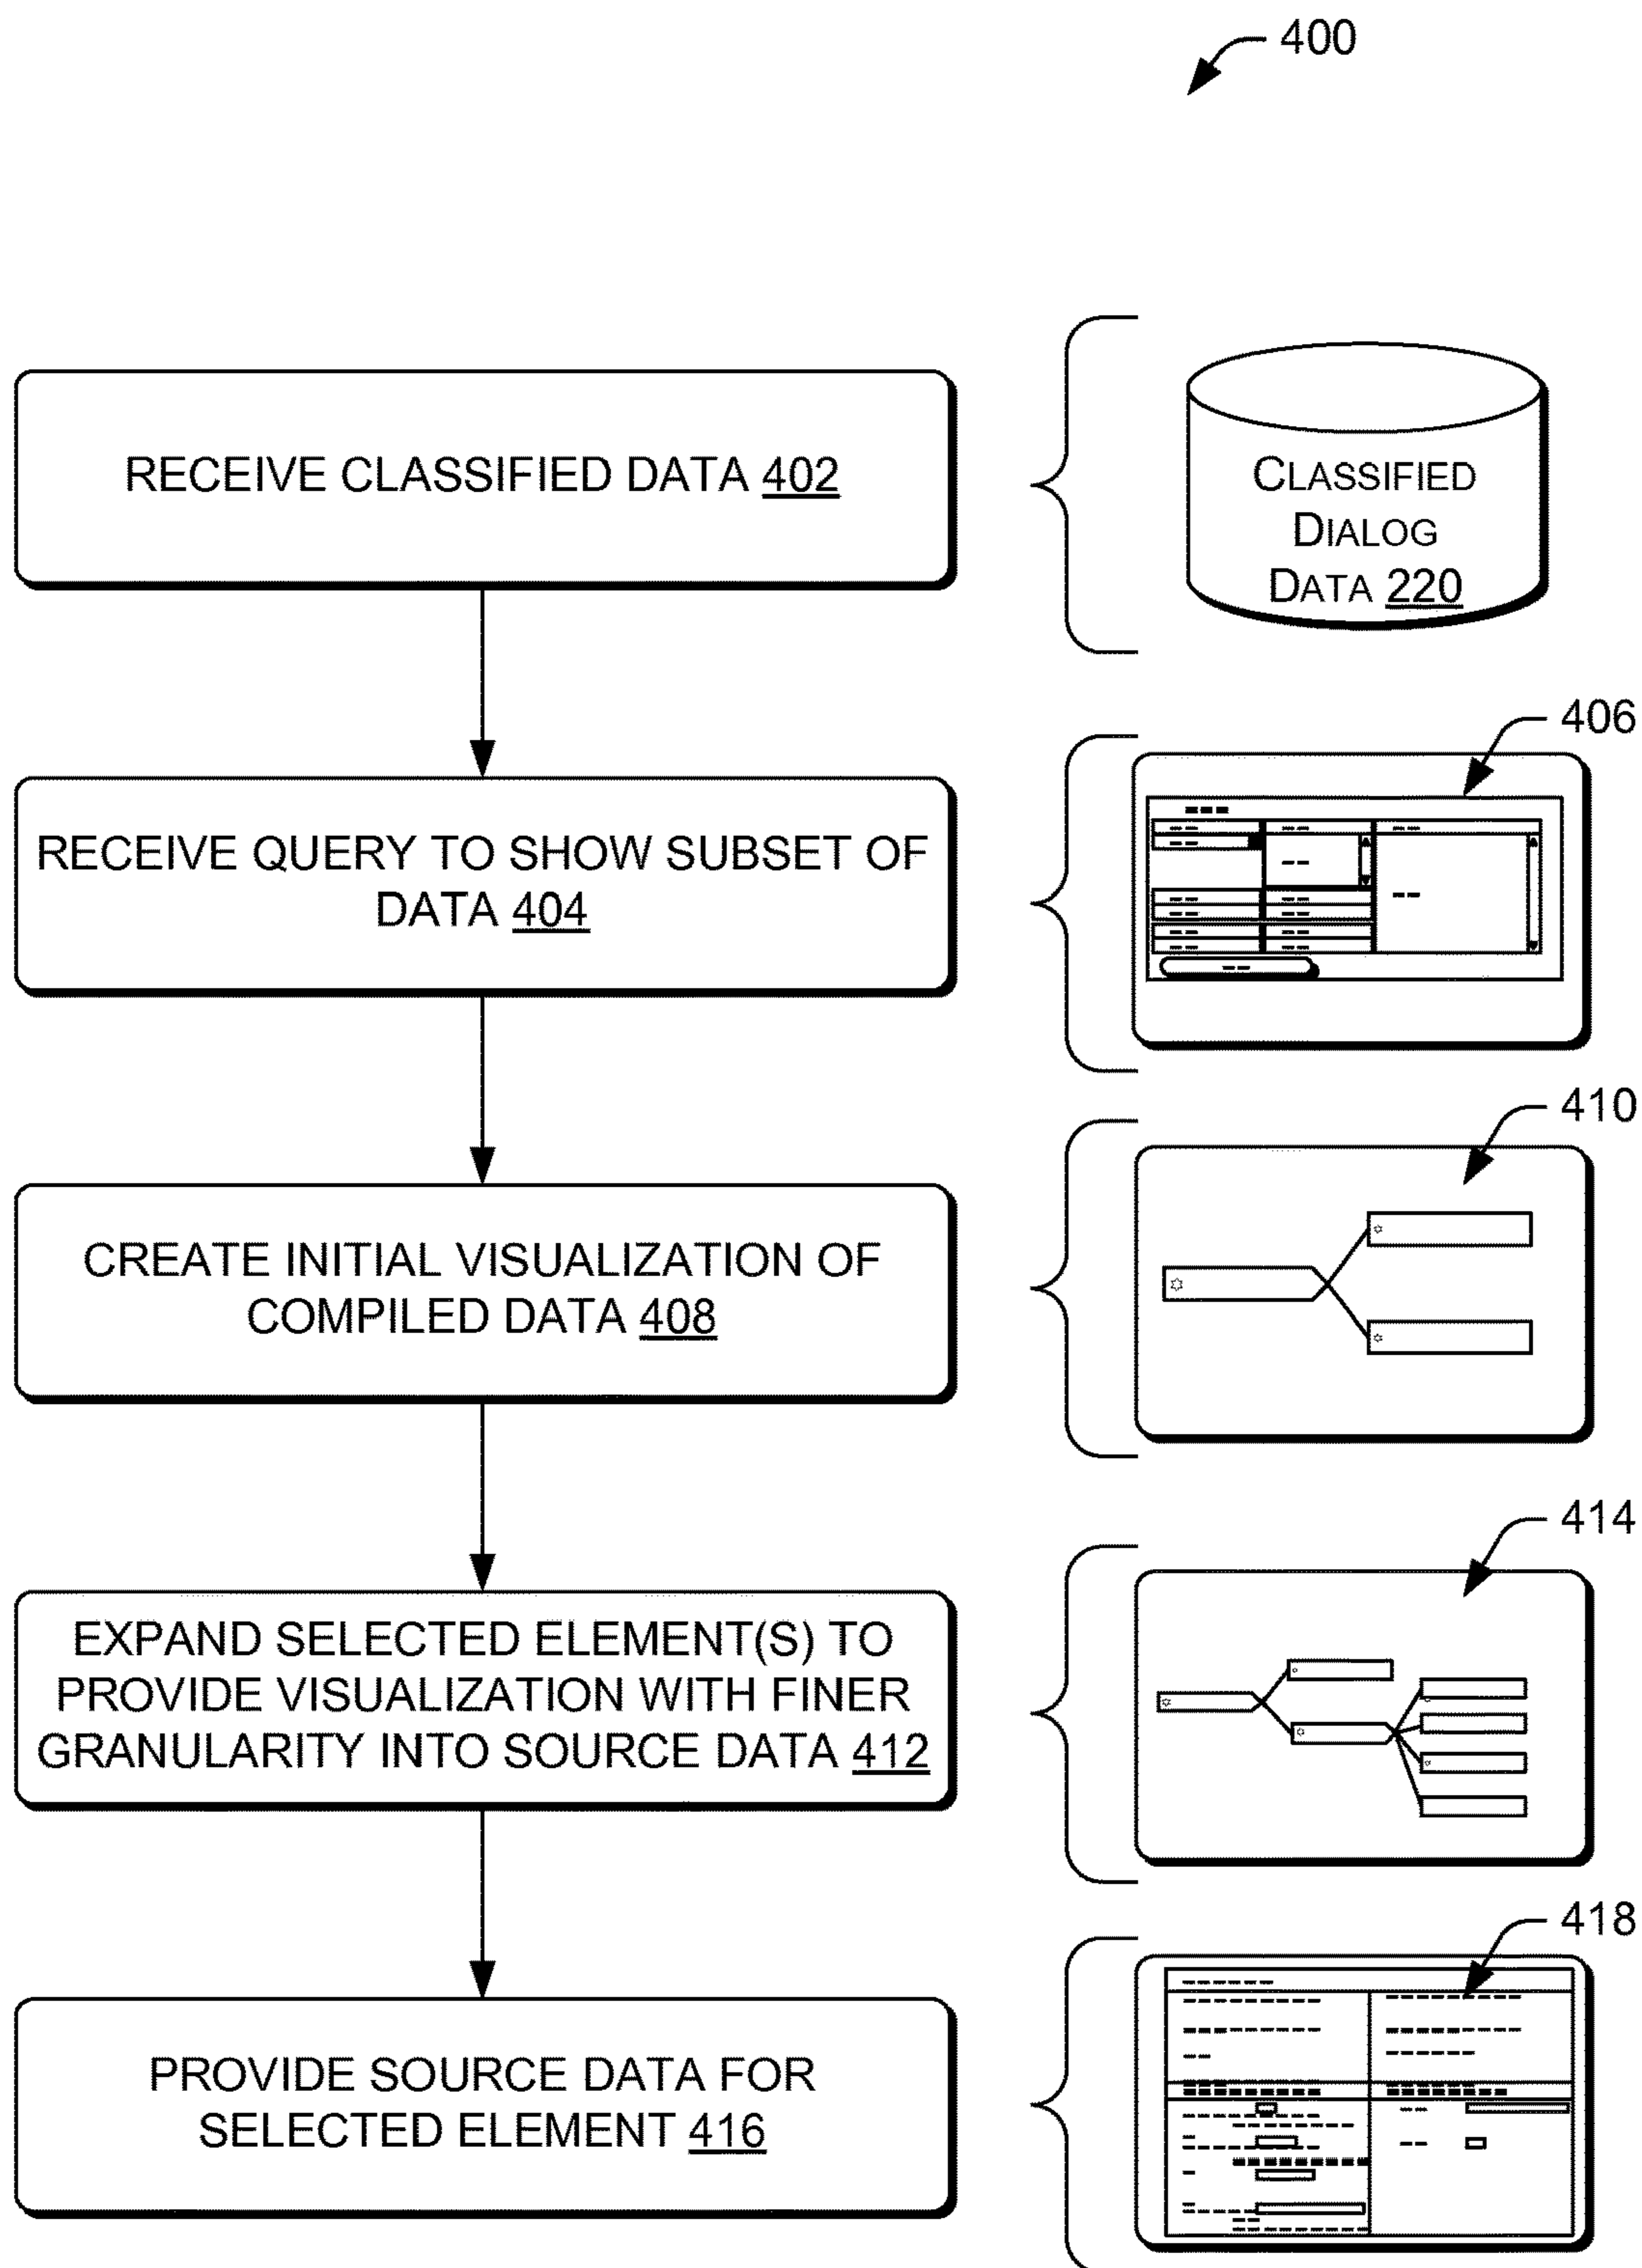 400
RECEIVE CLASSIFIED DATA 402
CLASSIFIED
DIALOG
DATA 220
406
RECEIVE QUERY TO SHOW SUBSET OF
DATA 404
410
CREATE INITIAL VISUALIZATION OF
COMPILED DATA 408
414
EXPAND SELECTED ELEMENT(S) TO
PROVIDE VISUALIZATION WITH FINER
GRANULARITY INTO SOURCE DATA 412
418
PROVIDE SOURCE DATA FOR
SELECTED ELEMENT 416